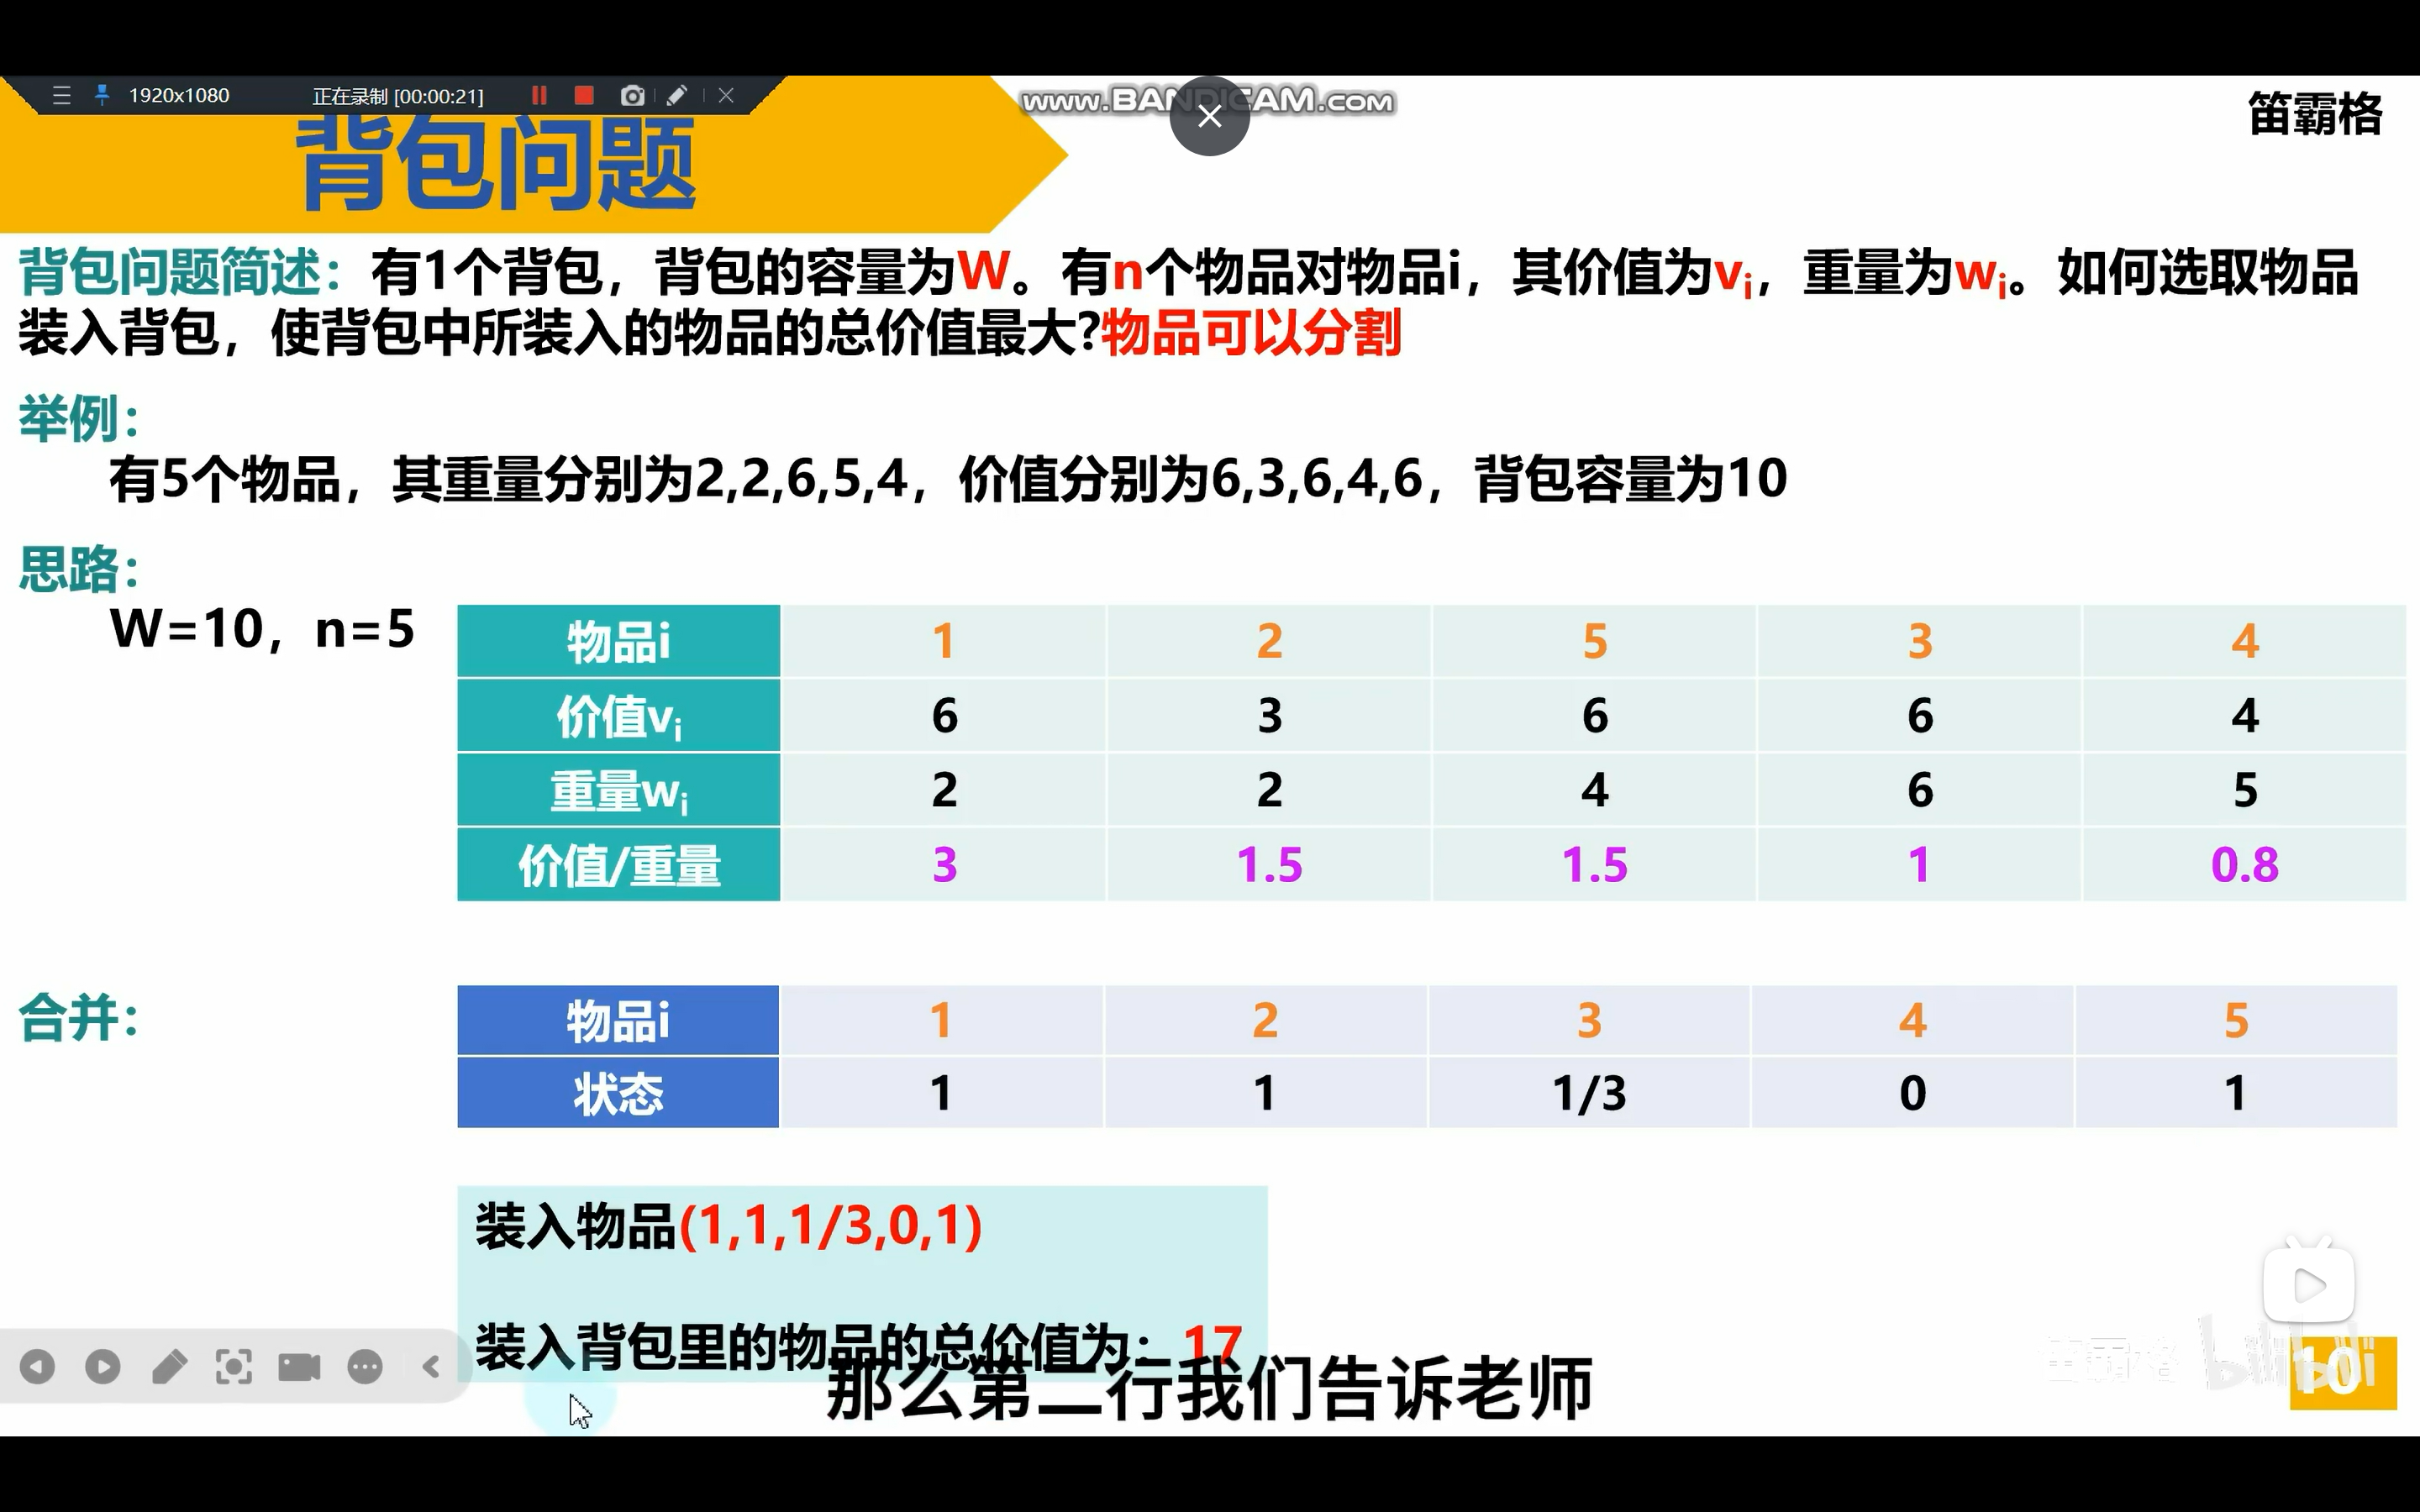 1920x1080 正在录制 [00:00:21]
www.BANDICAM.com
笛霸格
背包问题
背包问题简述：有1个背包，背包的容量为W。有n个物品对物品i，其价值为vi，重量为wi。如何选取物品
装入背包，使背包中所装入的物品的总价值最大?物品可以分割
举例：
有5个物品，其重量分别为2,2,6,5,4，价值分别为6,3,6,4,6，背包容量为10
思路：
W=10，n=5
物品i 1 2 5 3 4
价值vi 6 3 6 6 4
重量wi 2 2 4 6 5
价值/重量 3 1.5 1.5 1 0.8
合并：
物品i 1 2 3 4 5
状态 1 1 1/3 0 1
装入物品(1,1,1/3,0,1)
装入背包里的物品的总价值为：17
那么第二行我们告诉老师
笛霸格 bilibili
10